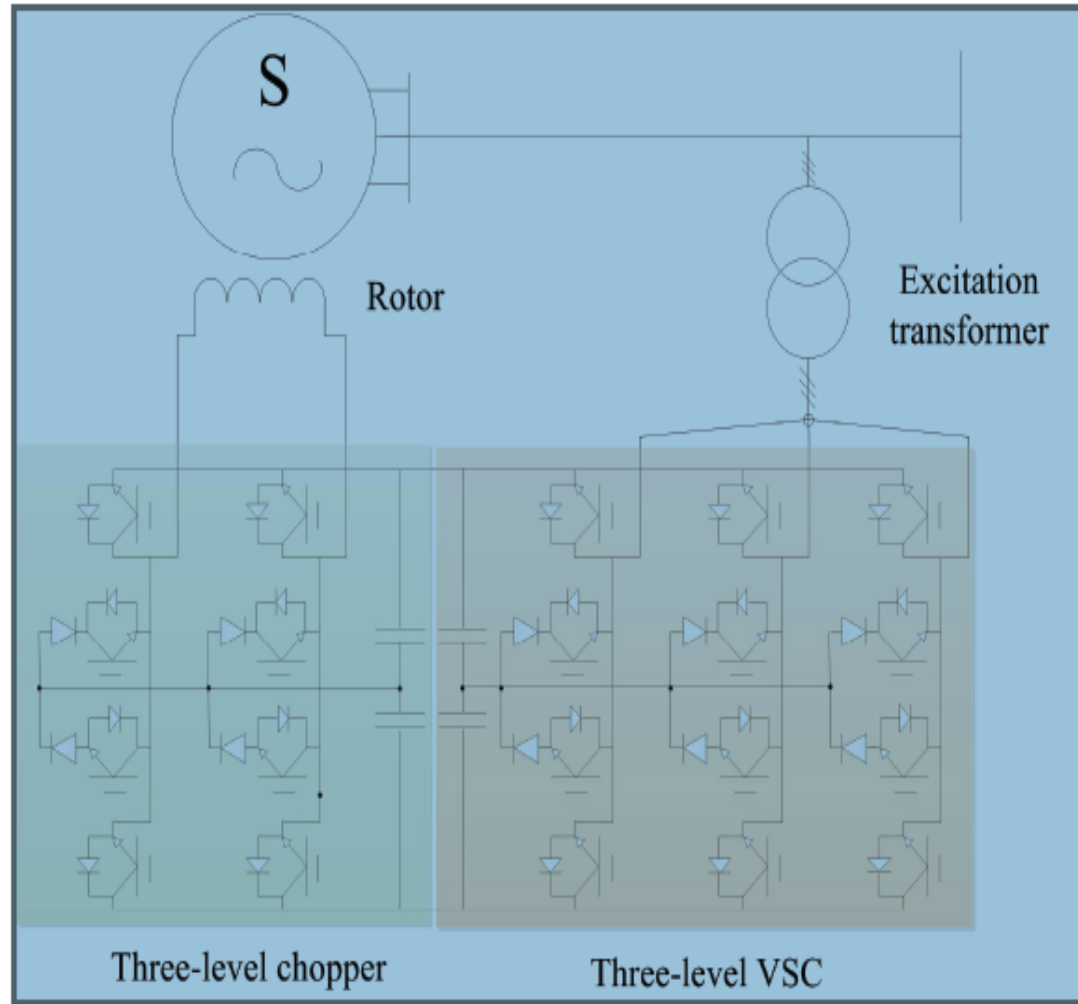 S
Rotor
Excitation
transformer
Three-level chopper
Three-level VSC